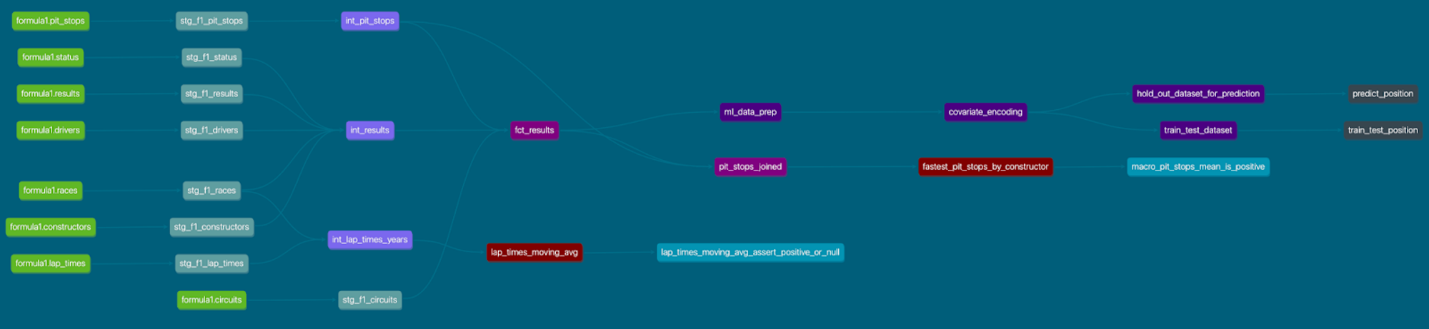 formula1.pit_stops
stg_f1_pit_stops
int_pit_stops
formula1.status
stg_f1_status
formula1.results
stg_f1_results
hold_out_dataset_for_prediction
predict_position
ml_data_prep
covariate_encoding
formula1.drivers
stg_f1_drivers
int_results
fct_results
train_test_dataset
train_test_position
pit_stops_joined
fastest_pit_stops_by_constructor
macro_pit_stops_mean_is_positive
formula1.races
stg_f1_races
formula1.constructors
stg_f1_constructors
int_lap_times_years
lap_times_moving_avg
lap_times_moving_avg_assert_positive_or_null
formula1.lap_times
stg_f1_lap_times
formula1.circuits
stg_f1_circuits